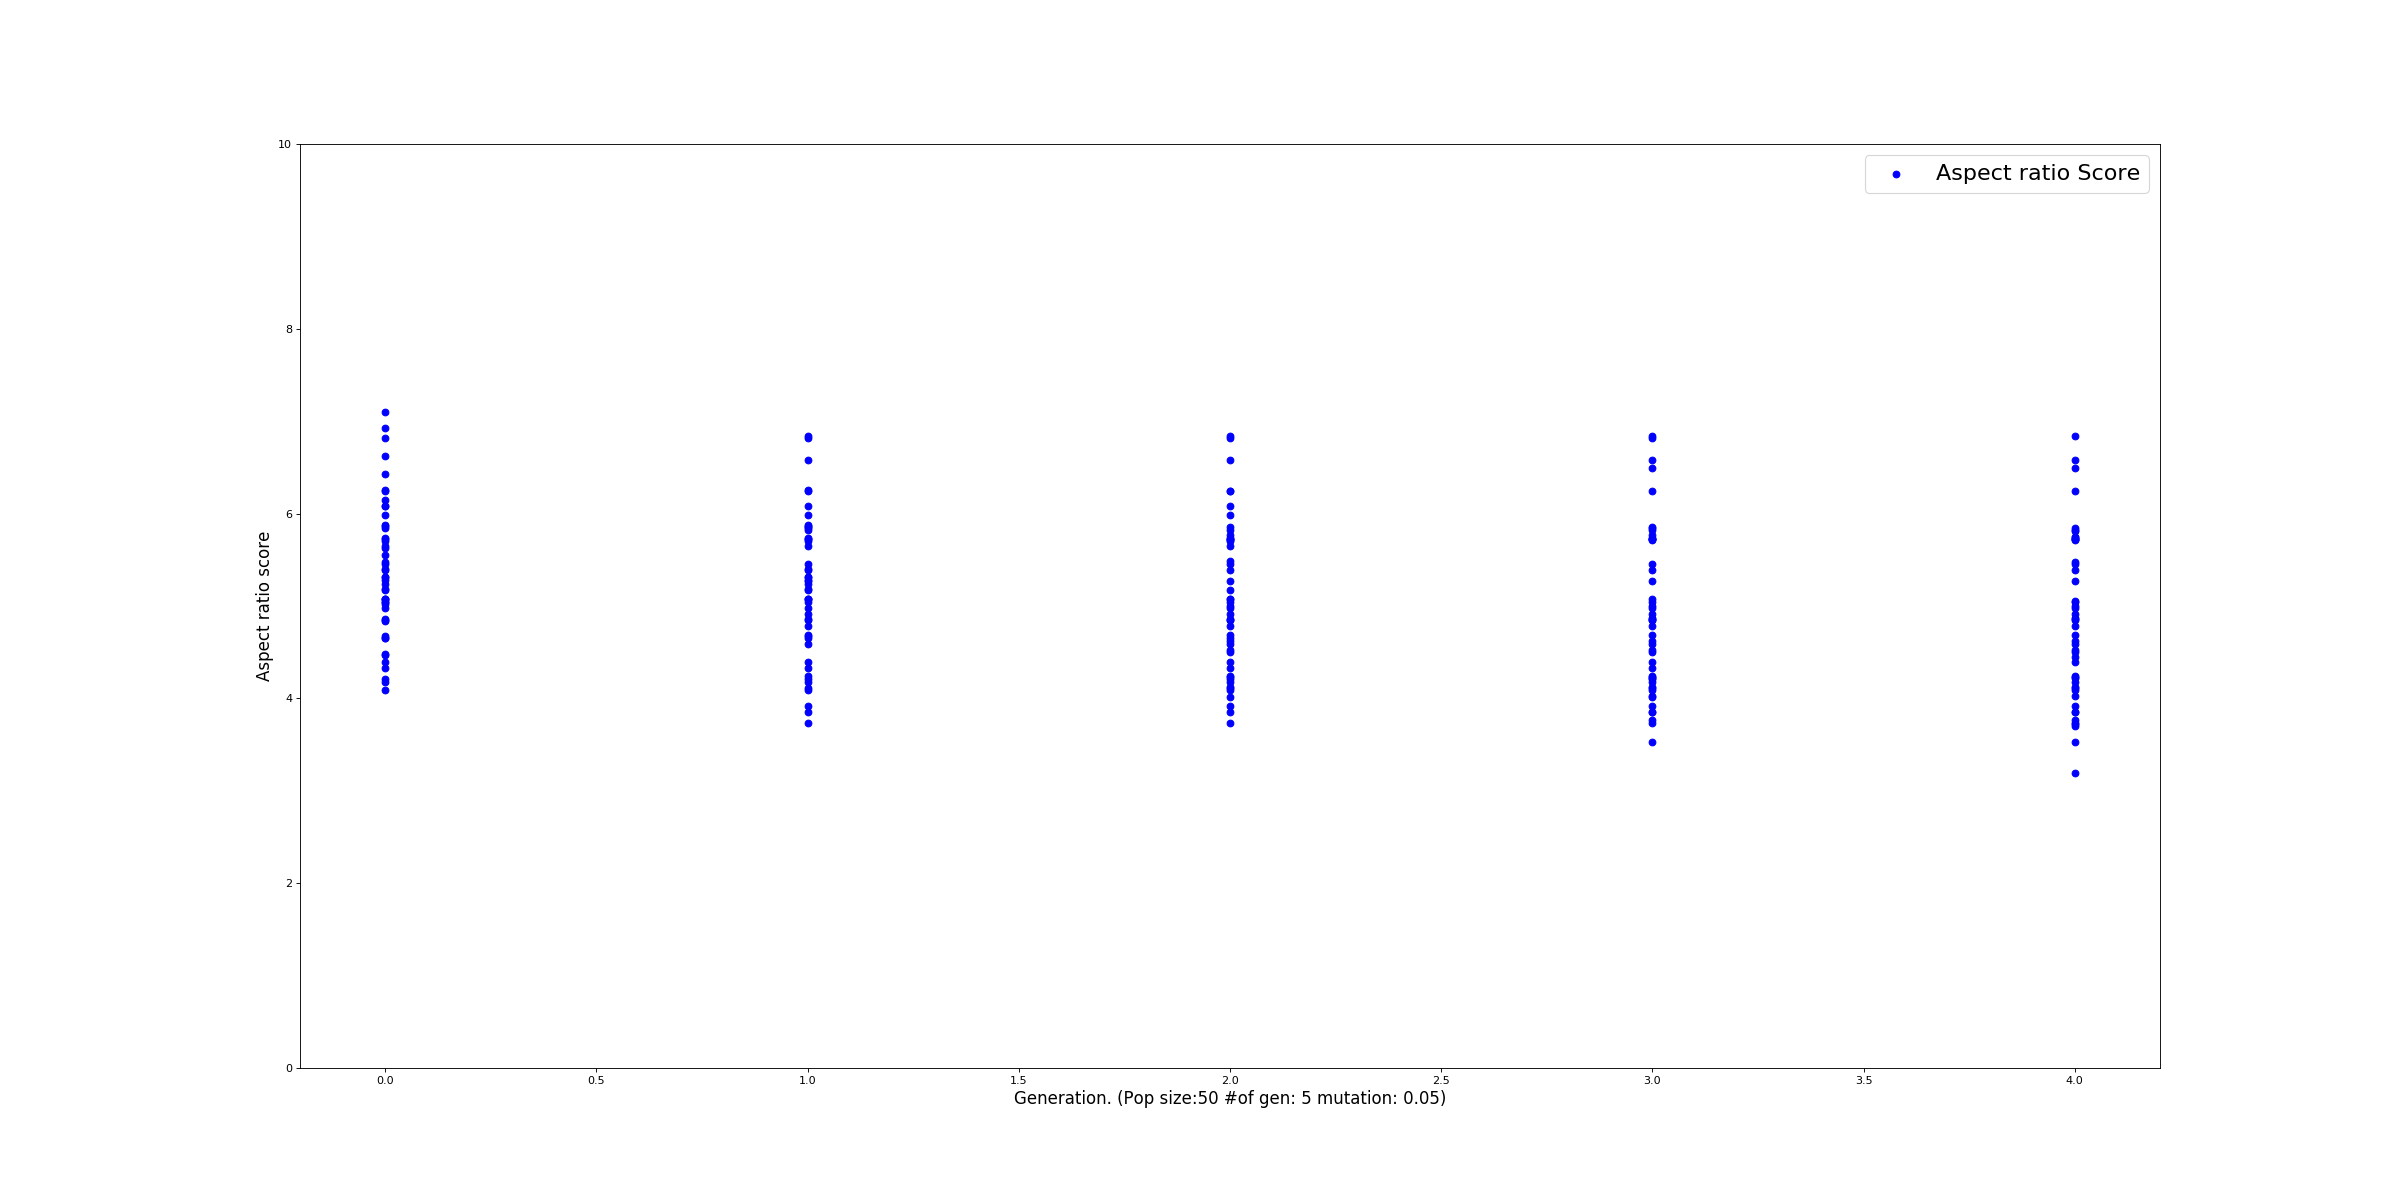 10
Aspect ratio Score
8
6
Aspect ratio score
4
2
0
0.0 0.5 1.0 1.5 2.0 2.5 3.0 3.5 4.0
Generation. (Pop size:50 #of gen: 5 mutation: 0.05)